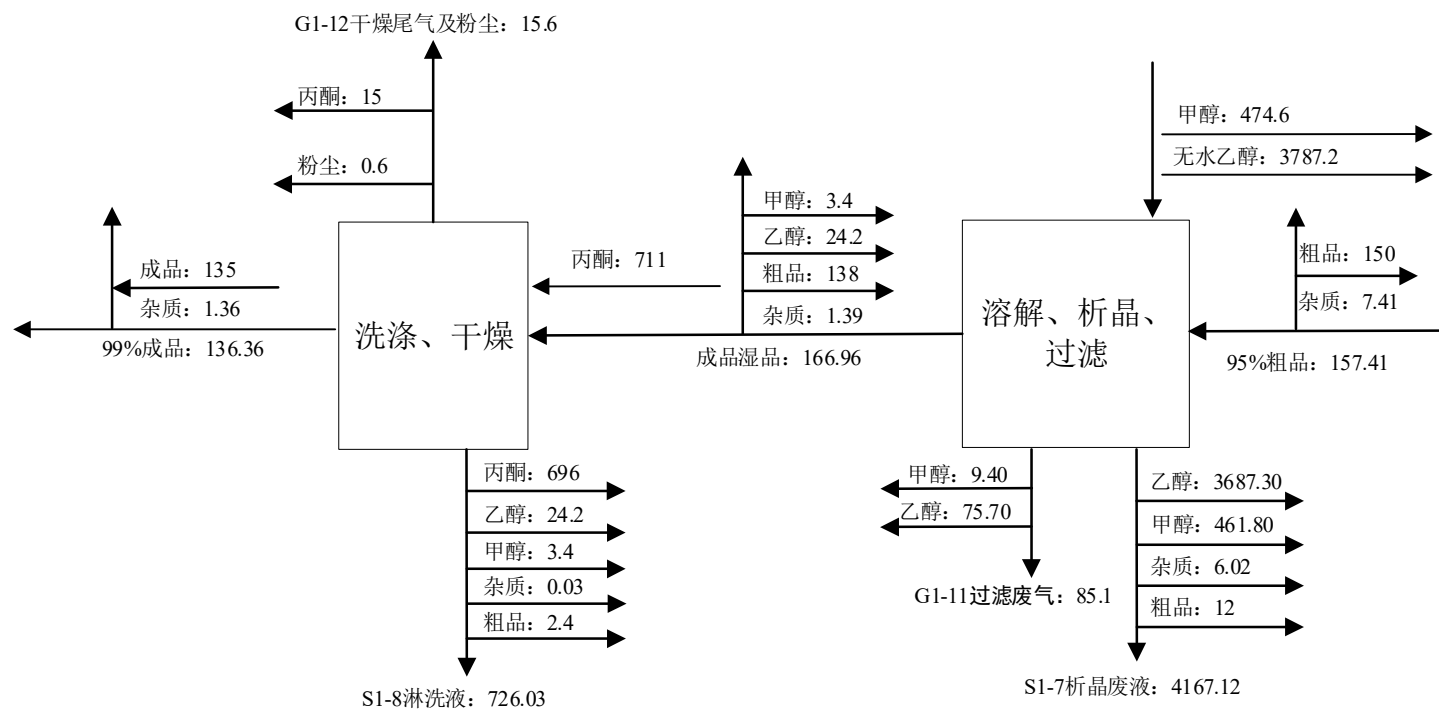 G1-12干燥尾气及粉尘：15.6
丙酮：15
粉尘：0.6
成品：135
杂质：1.36
99%成品：136.36
洗涤、干燥
丙酮：711
甲醇：3.4
乙醇：24.2
粗品：138
杂质：1.39
成品湿品：166.96
甲醇：474.6
无水乙醇：3787.2
溶解、析晶、
过滤
粗品：150
杂质：7.41
95%粗品：157.41
丙酮：696
乙醇：24.2
甲醇：3.4
杂质：0.03
粗品：2.4
S1-8淋洗液：726.03
甲醇：9.40
乙醇：75.70
G1-11过滤废气：85.1
乙醇：3687.30
甲醇：461.80
杂质：6.02
粗品：12
S1-7析晶废液：4167.12